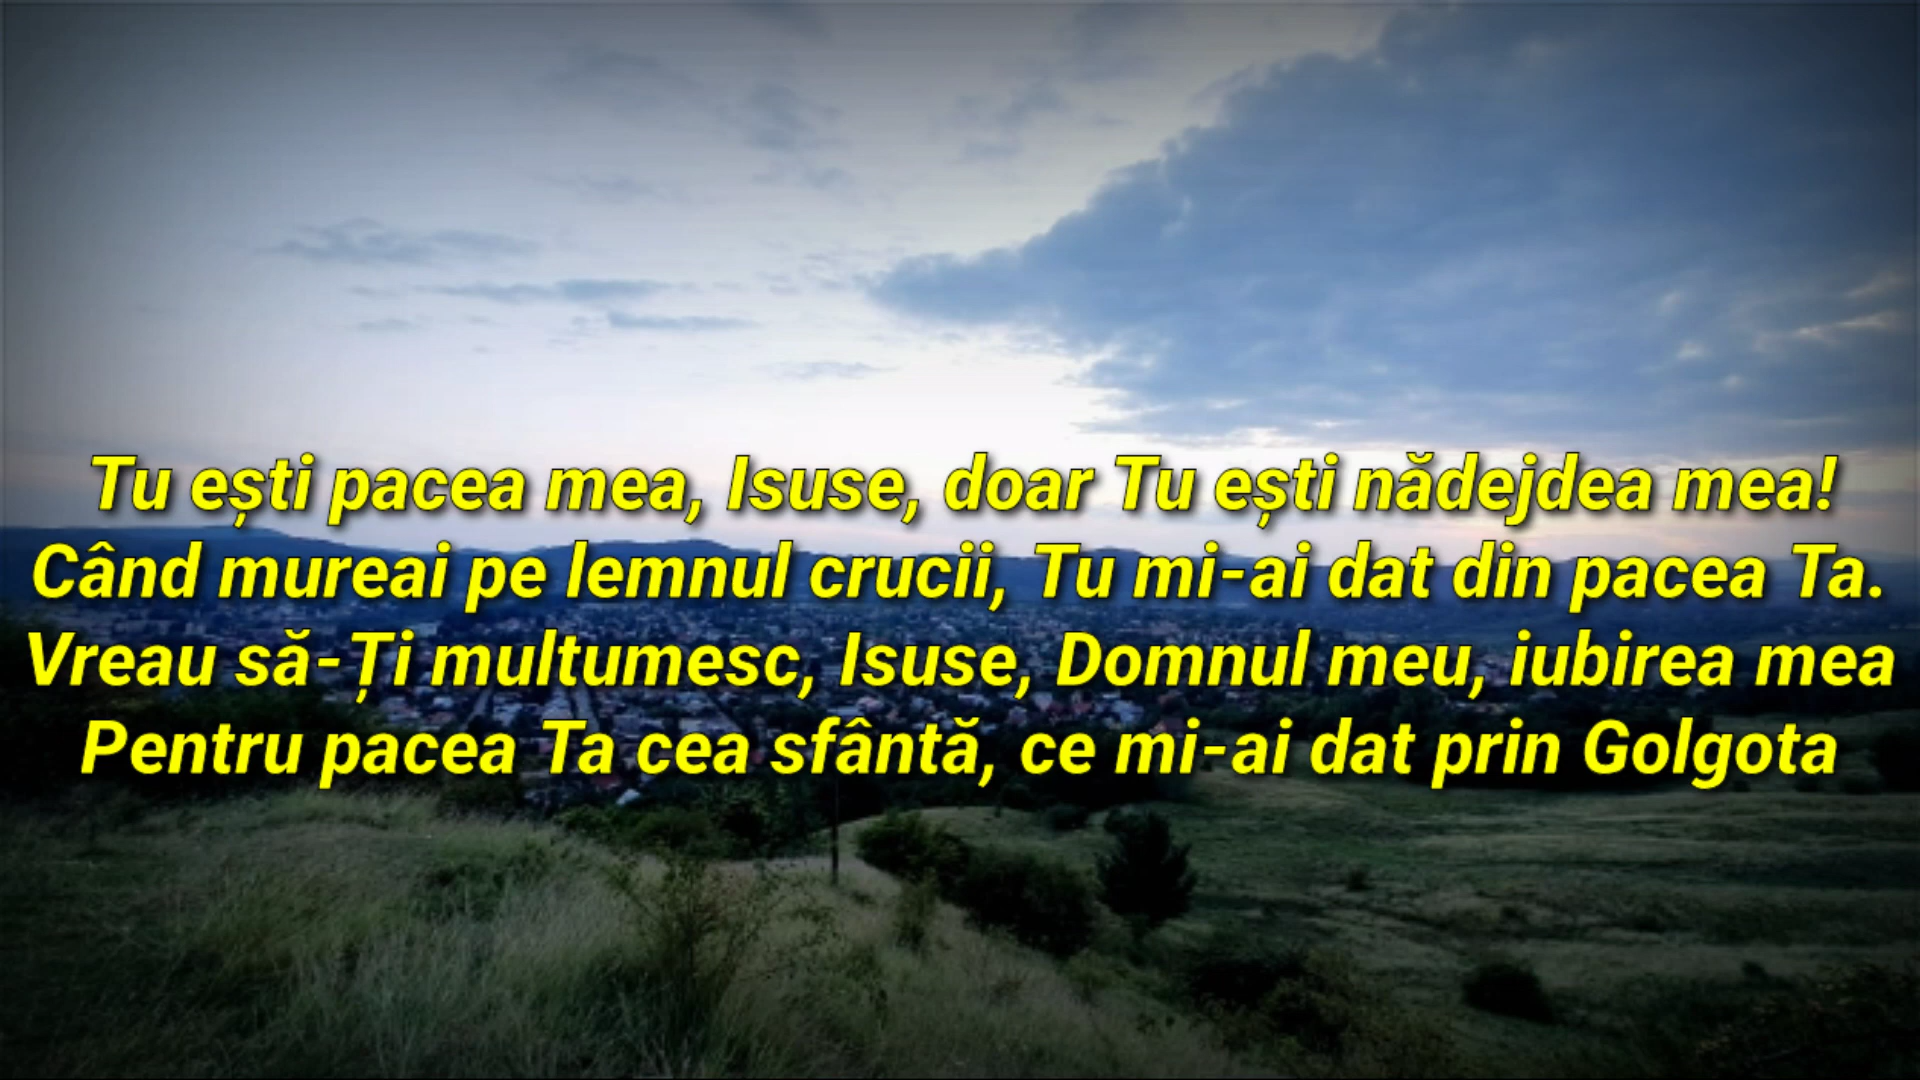 Tu ești pacea mea, Isuse, doar Tu ești nădejdea mea!
Când mureai pe lemnul crucii, Tu mi-ai dat din pacea Ta.
Vreau să-Ți multumesc, Isuse, Domnul meu, iubirea mea
Pentru pacea Ta cea sfântă, ce mi-ai dat prin Golgota